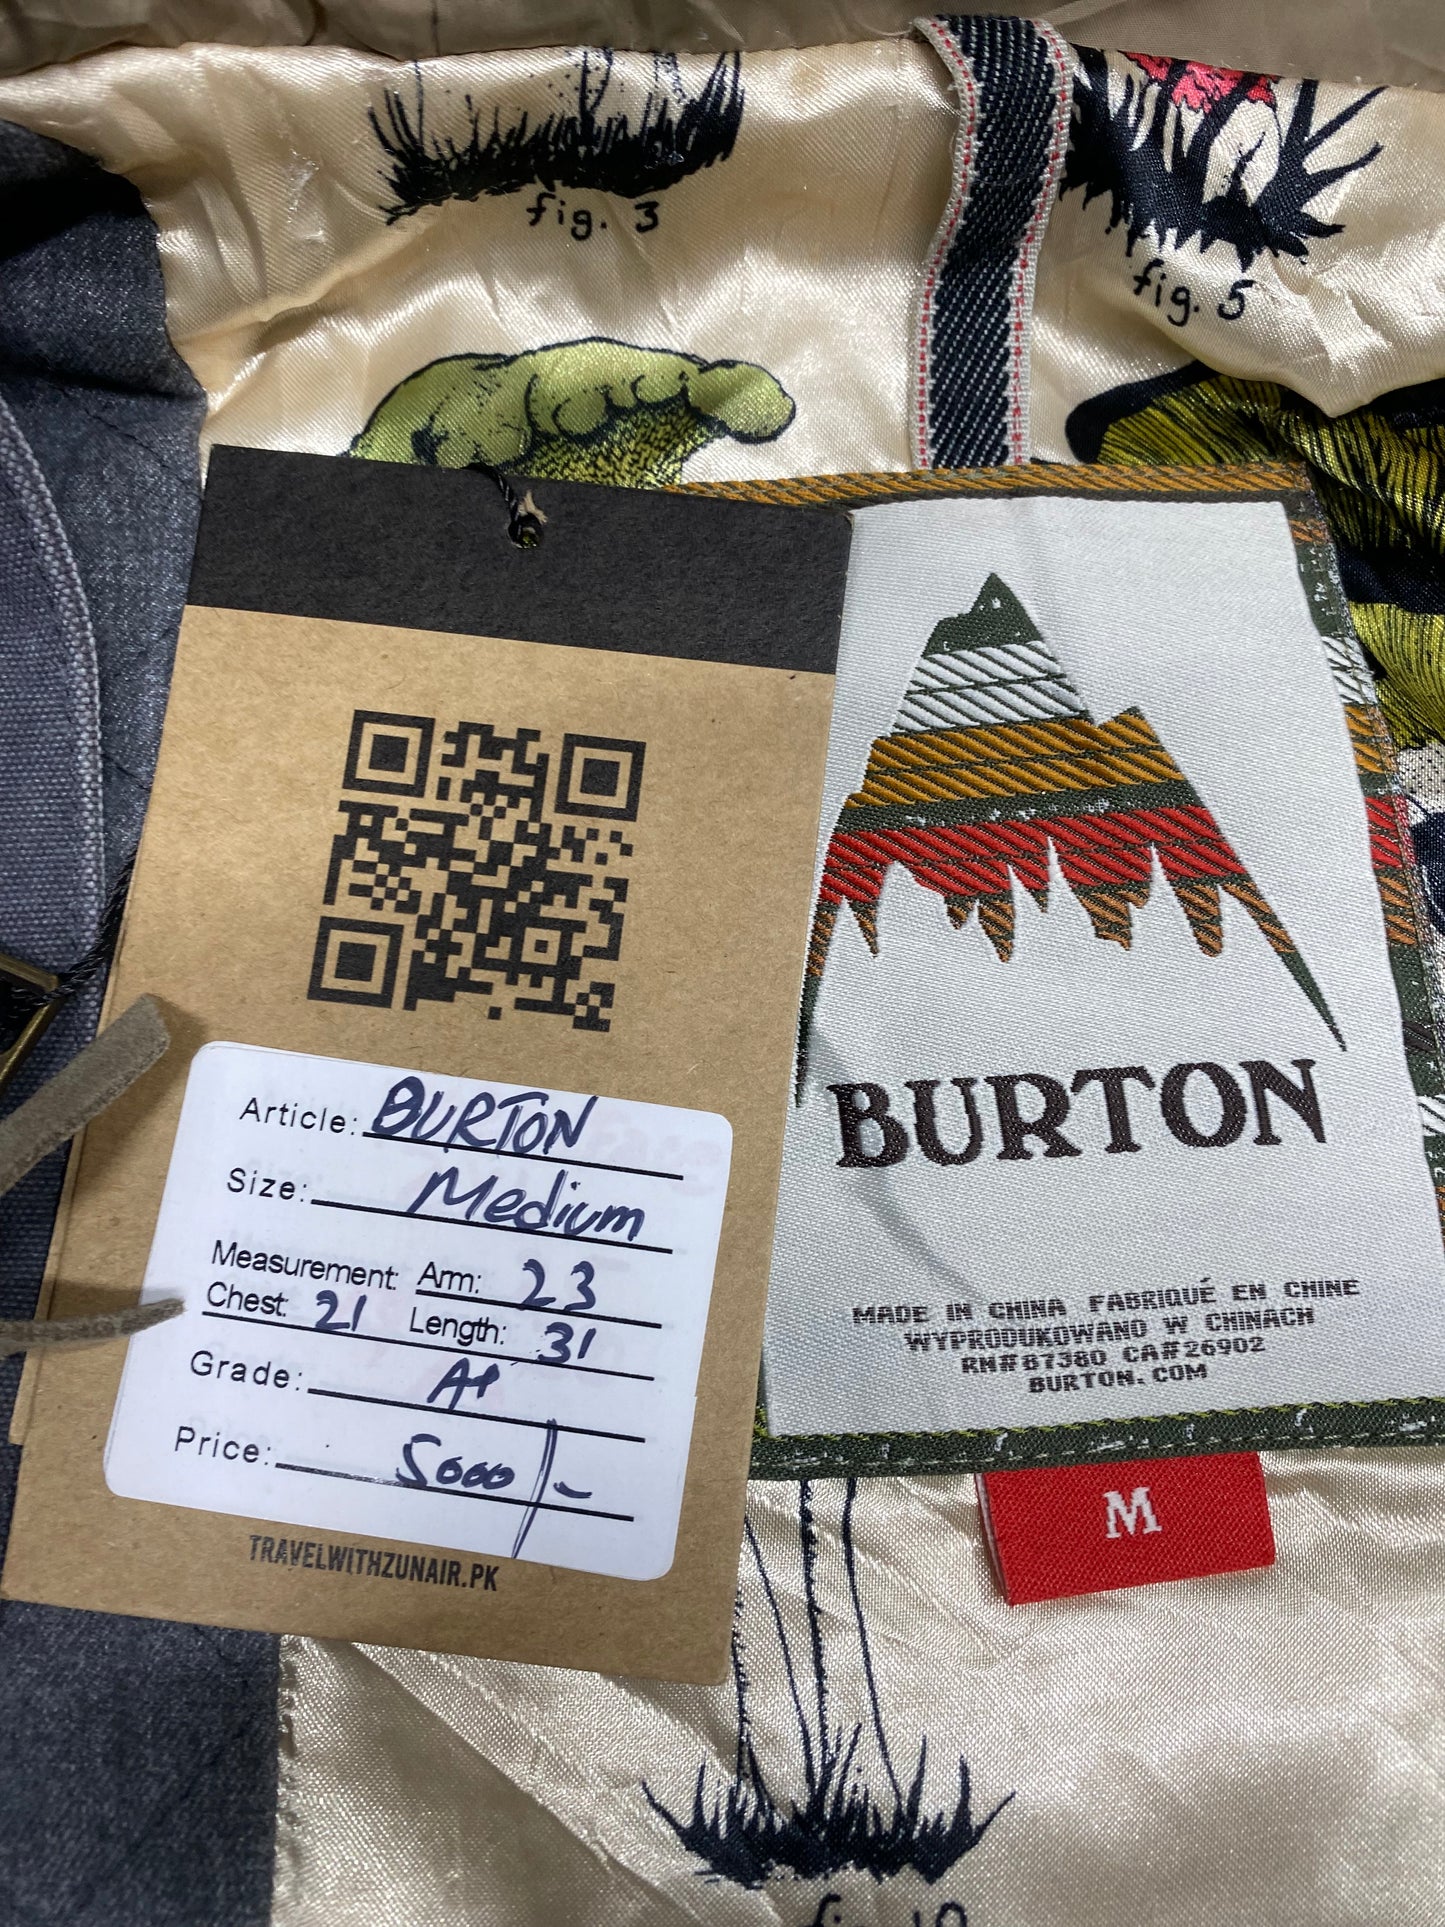 fig. 3
fig. 5
Article: BURTON
Size: Medium
Measurement: Arm: 23
Chest: 21 Length: 31
Grade: A+
Price: 5000/-
TRAVELWITHZUNAIR.PK
BURTON
MADE IN CHINA FABRIQUÉ EN CHINE
WYPRODUKOWANO W CHINACH
RN#87380 CA#26902
BURTON.COM
M